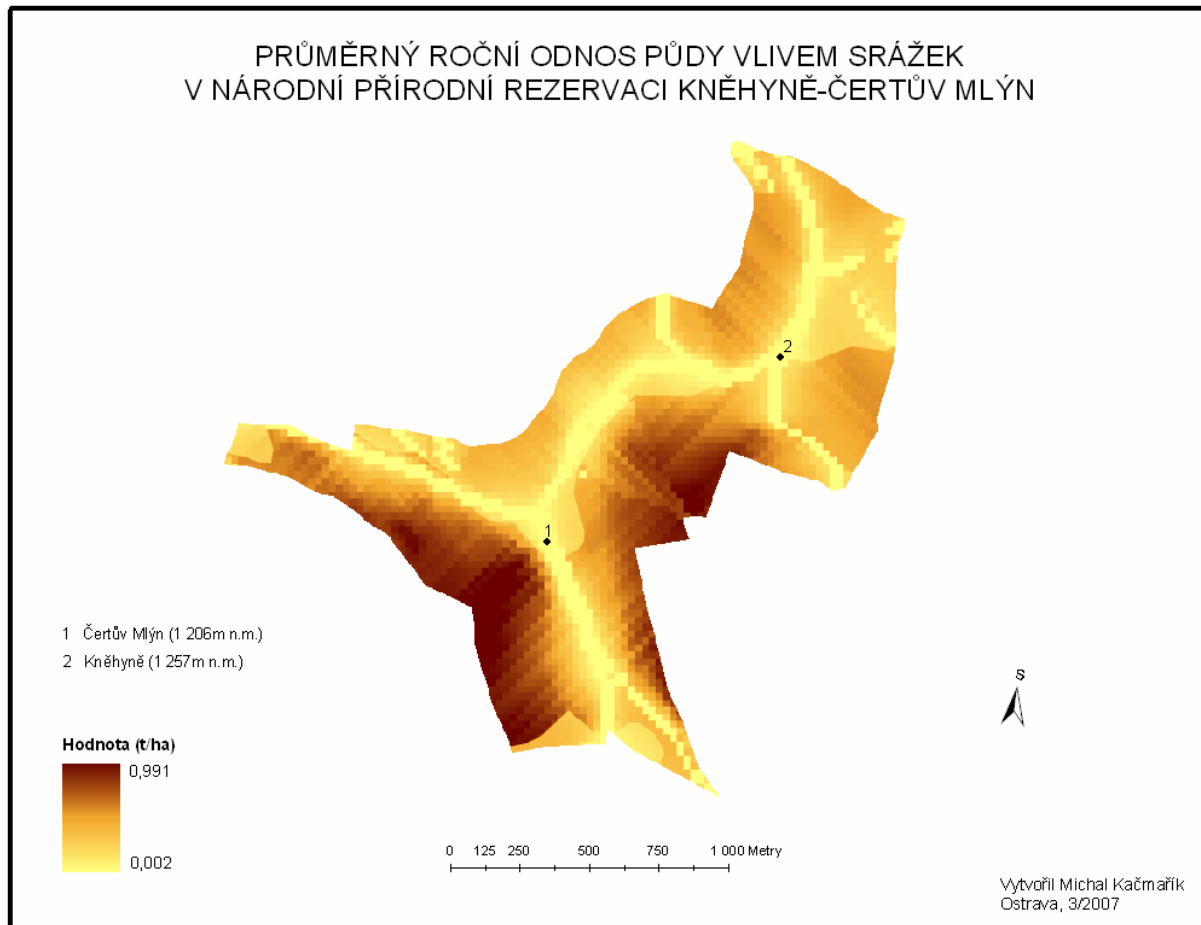 PRŮMĚRNÝ ROČNÍ ODNOS PŮDY VLIVEM SRÁŽEK
V NÁRODNÍ PŘÍRODNÍ REZERVACI KNĚHYNĚ-ČERTŮV MLÝN
2
1
1 Čertův Mlýn (1 206m n.m.)
2 Kněhyně (1 257m n.m.)
S
Hodnota (t/ha)
0,991
0,002
0 125 250 500 750 1 000 Metry
Vytvořil Michal Kačmařík
Ostrava, 3/2007